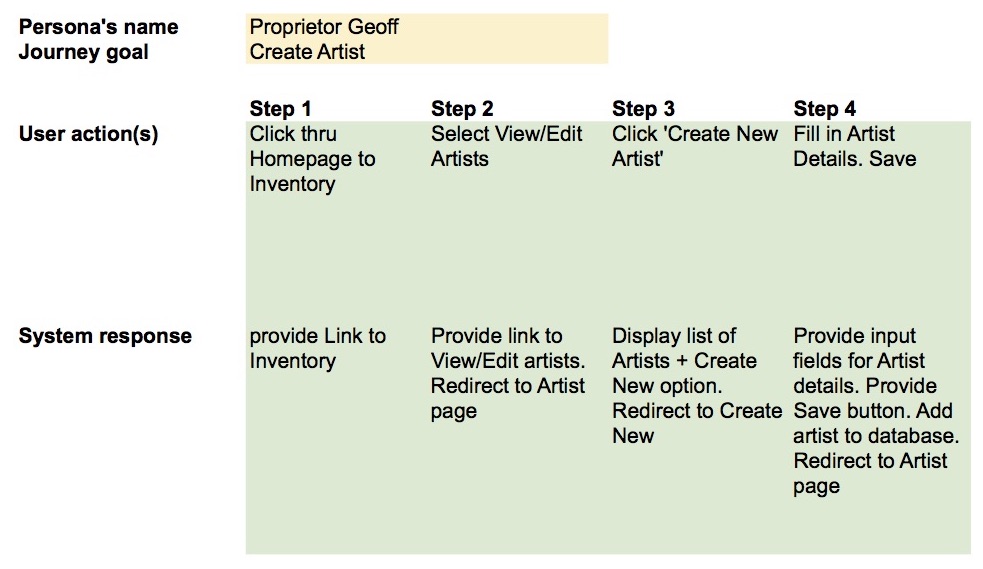 Persona's name Proprietor Geoff
Journey goal Create Artist
Step 1 Step 2 Step 3 Step 4
User action(s)
Click thru
Homepage to
Inventory
Select View/Edit
Artists
Click 'Create New
Artist'
Fill in Artist
Details. Save
System response
provide Link to
Inventory
Provide link to
View/Edit artists.
Redirect to Artist
page
Display list of
Artists + Create
New option.
Redirect to Create
New
Provide input
fields for Artist
details. Provide
Save button. Add
artist to database.
Redirect to Artist
page